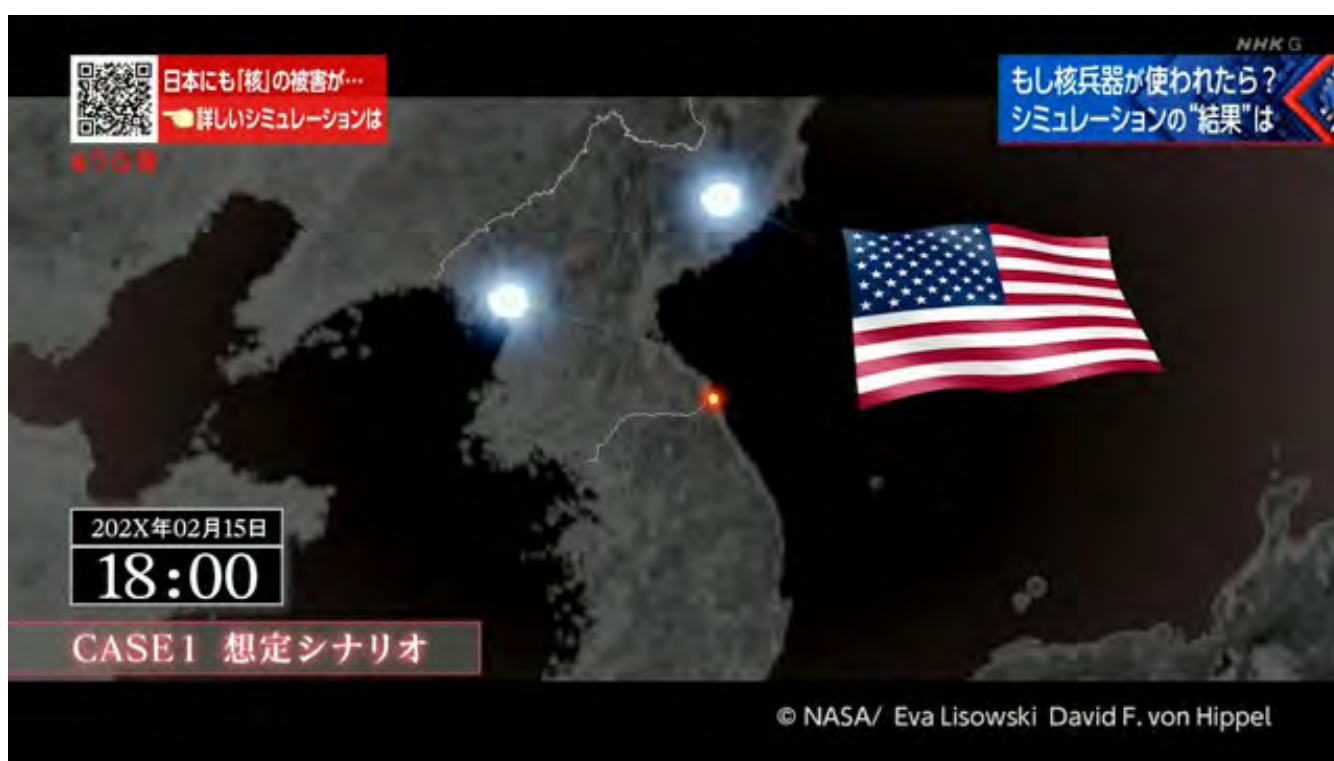 NHK G
日本にも「核」の被害が…
詳しいシミュレーションは
もし核兵器が使われたら?
シミュレーションの“結果”は
202X年02月15日
18:00
CASE1 想定シナリオ
© NASA/ Eva Lisowski David F. von Hippel